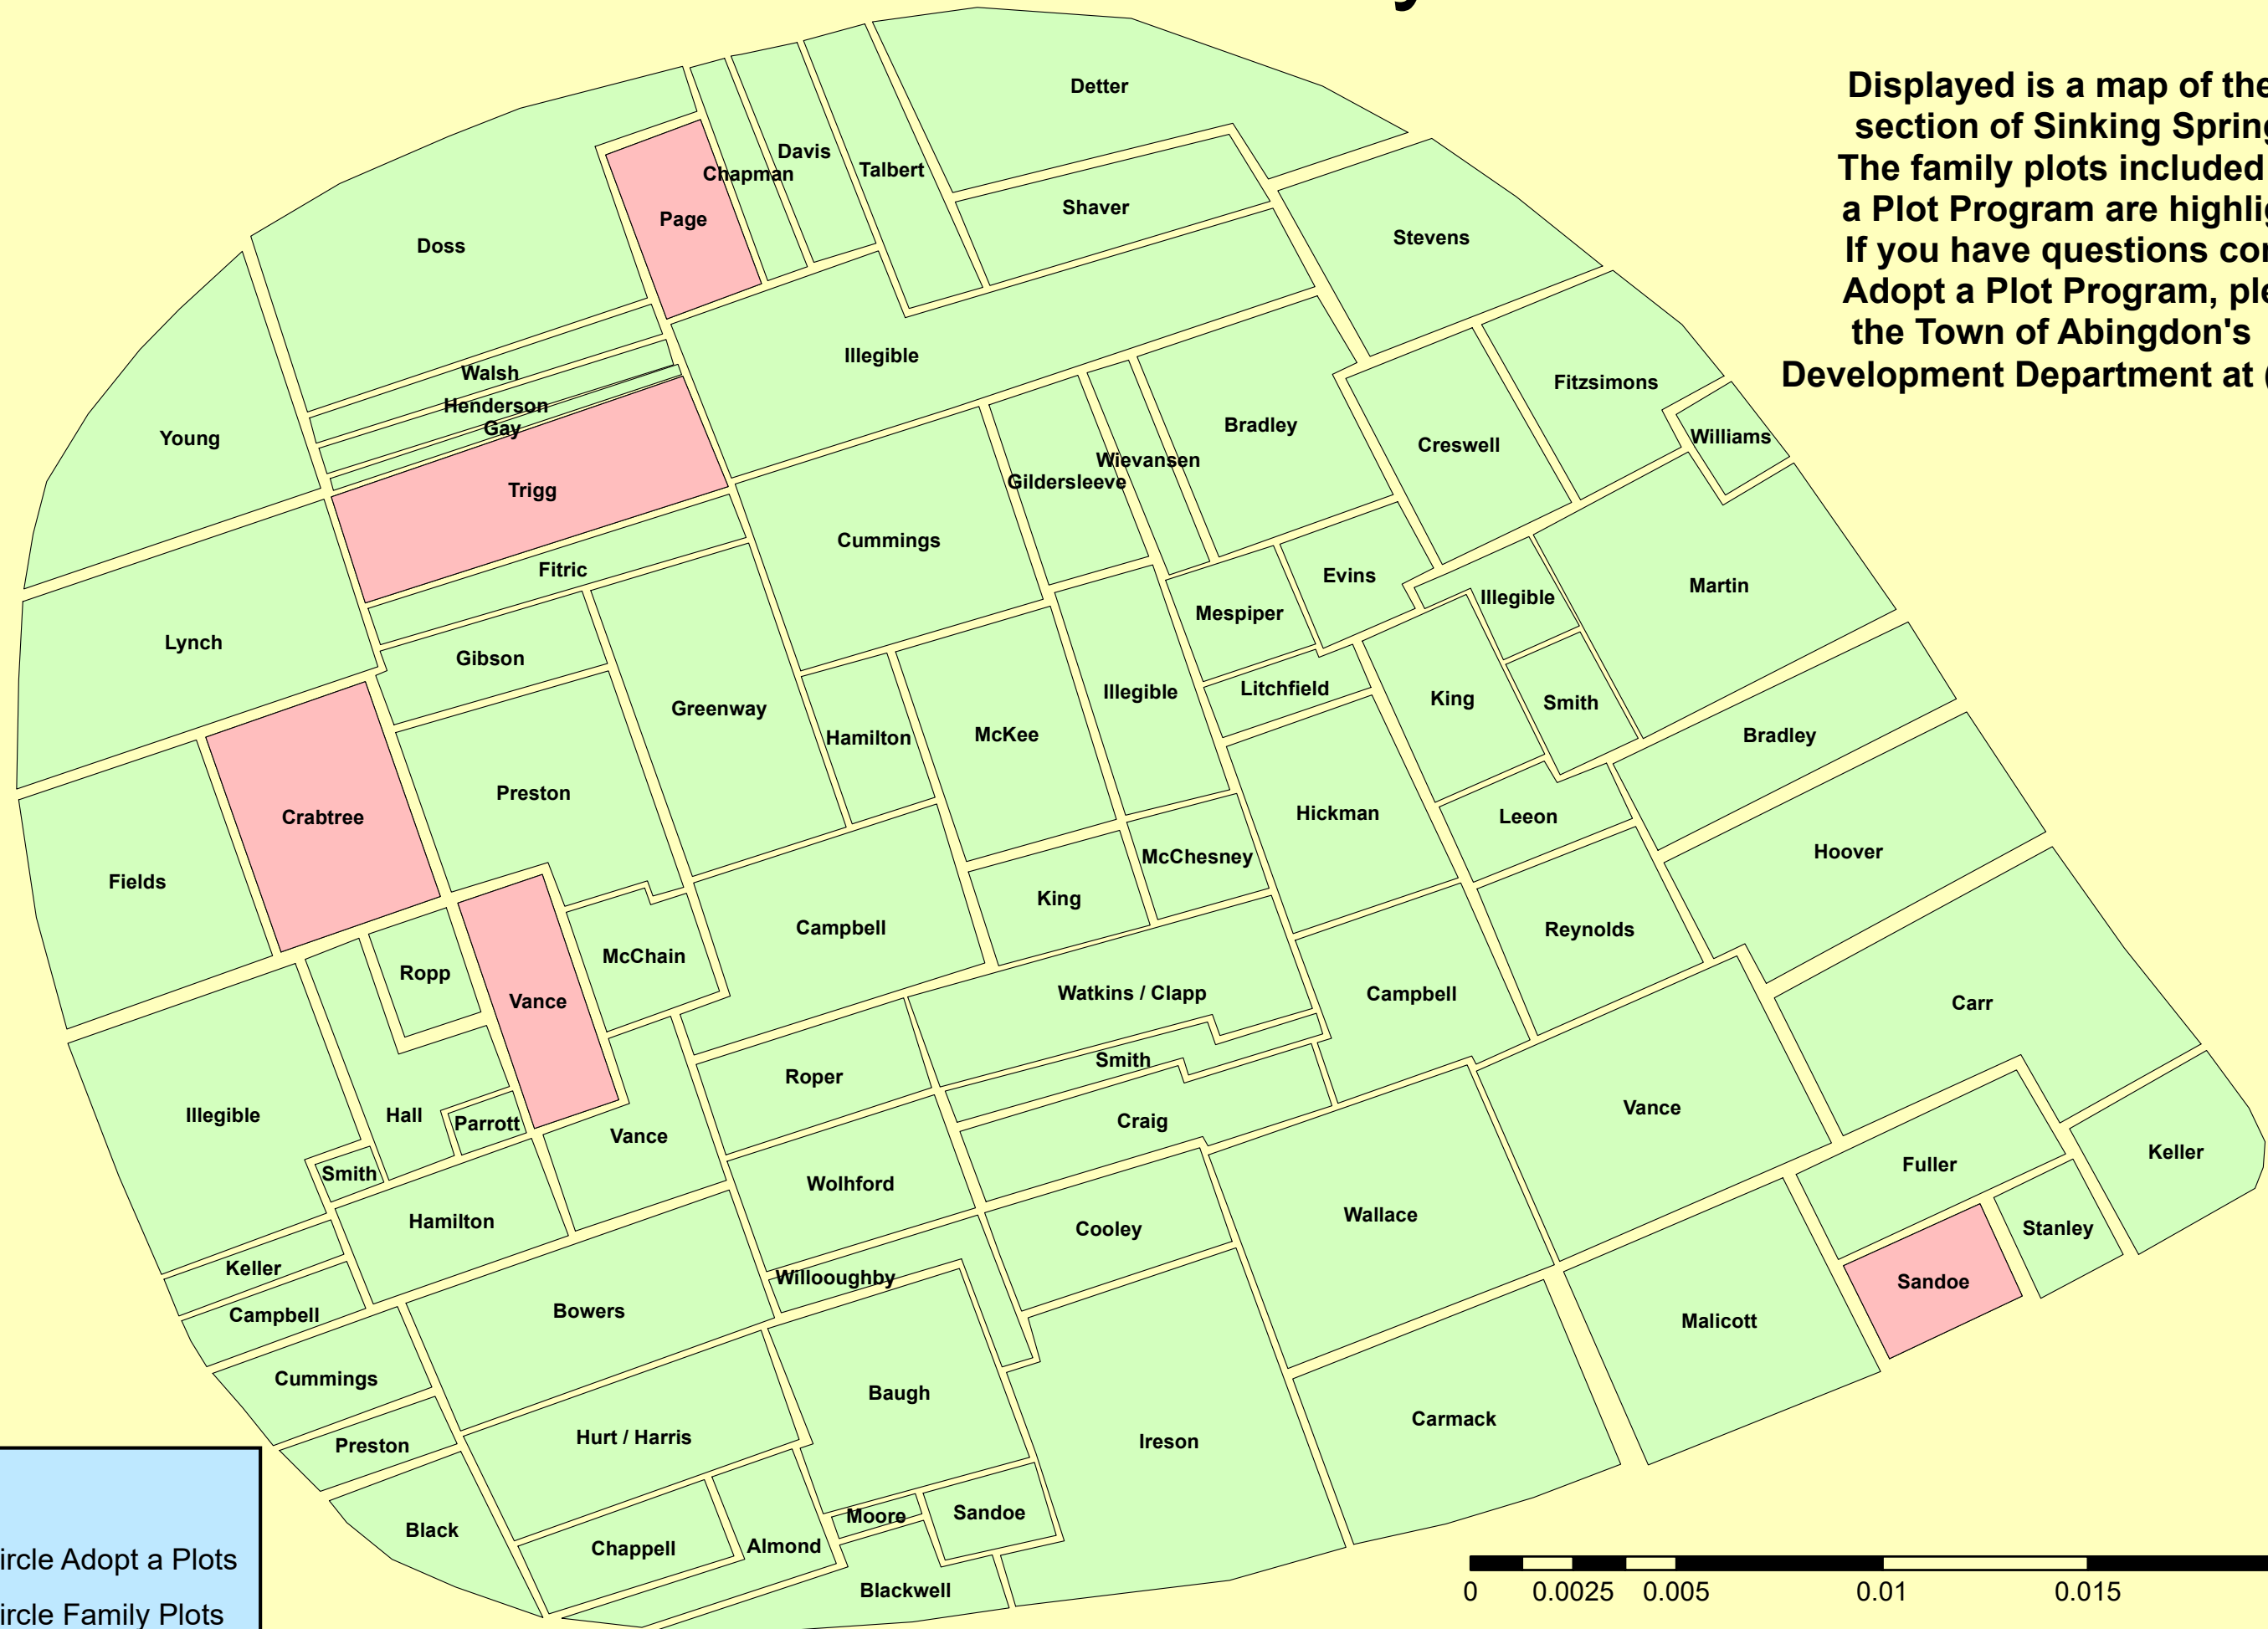 Displayed is a map of the
section of Sinking Spring
The family plots included
a Plot Program are
If you have questions
Adopt a Plot Program,
the Town of Abingdon's
Development Department at (
Detter
Davis
Talbert
Chapman
Shaver
Page
Stevens
Doss
Illegible
Walsh
Fitzsimons
Henderson
Gay
Bradley
Williams
Young
Creswell
Wievansen
Gildersleeve
Trigg
Cummings
Fitric
Evins
Martin
Illegible
Mespiper
Lynch
Gibson
Litchfield
Illegible
King
Smith
Greenway
McKee
Hamilton
Bradley
Preston
Hickman
Crabtree
Leeon
Hoover
McChesney
Fields
King
Campbell
Reynolds
McChain
Ropp
Watkins / Clapp
Campbell
Vance
Carr
Smith
Roper
Vance
Illegible
Hall
Craig
Parrott
Vance
Keller
Fuller
Smith
Wolhford
Wallace
Hamilton
Cooley
Stanley
Keller
Willooughby
Sandoe
Bowers
Campbell
Malicott
Cummings
Baugh
Carmack
Hurt / Harris
Ireson
Preston
Sandoe
Moore
Black
Almond
Chappell
Blackwell
ircle Adopt a Plots
ircle Family Plots
0 0.0025 0.005 0.01 0.015